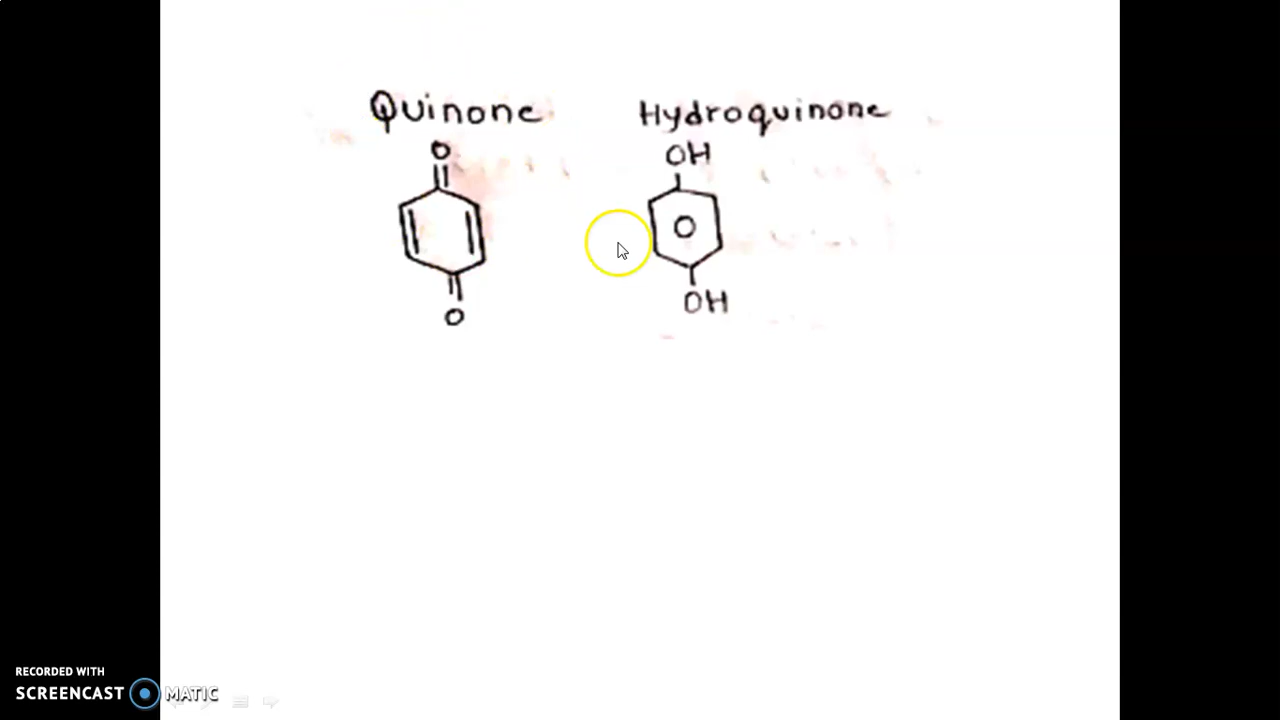 Quinone Hydroquinone
O OH
O
OH
O
RECORDED WITH
SCREENCAST MATIC